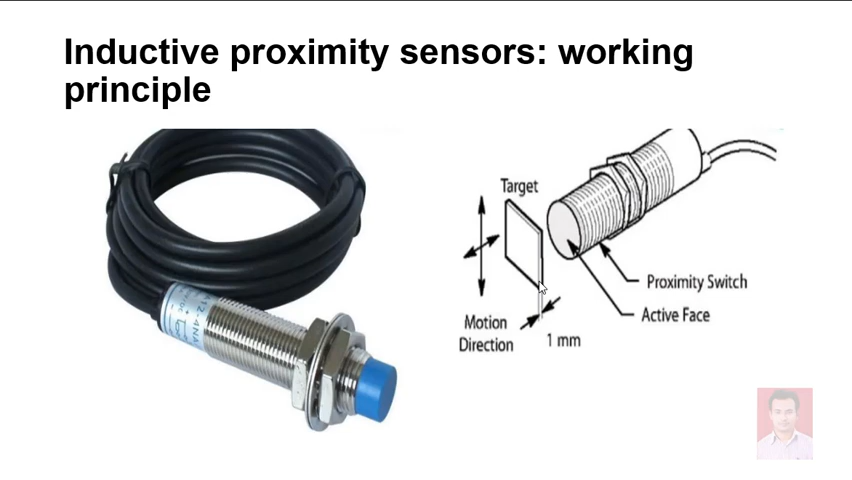 Inductive proximity sensors: working
principle
Target
Proximity Switch
Active Face
Motion
Direction
1 mm